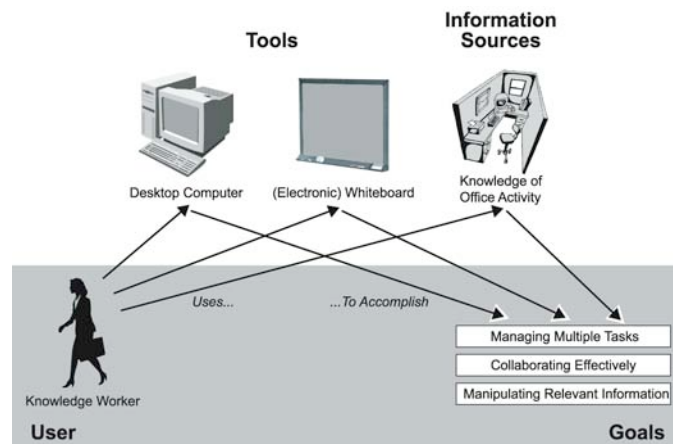 Tools
Information
Sources
Desktop Computer
(Electronic) Whiteboard
Knowledge of
Office Activity
Uses...
...To Accomplish
Managing Multiple Tasks
Collaborating Effectively
Manipulating Relevant Information
Knowledge Worker
User
Goals